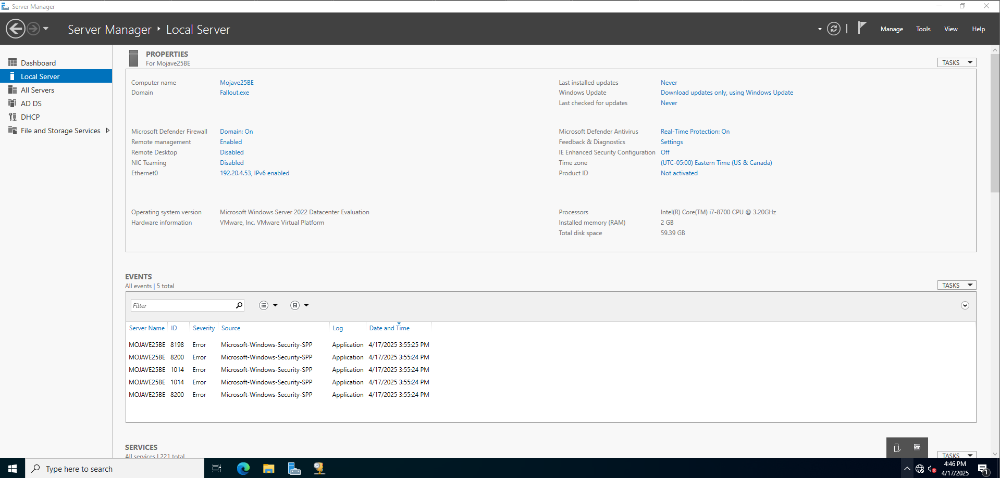 Server Manager
Server Manager ‣ Local Server
Manage Tools View Help
Dashboard
Local Server
All Servers
AD DS
DHCP
File and Storage Services
PROPERTIES
For Mojave25BE
TASKS
Computer name Mojave25BE
Domain Fallout.exe
Last installed updates Never
Windows Update Download updates only, using Windows Update
Last checked for updates Never
Microsoft Defender Firewall Domain: On
Remote management Enabled
Remote Desktop Disabled
NIC Teaming Disabled
Ethernet0 192.20.4.53, IPv6 enabled
Microsoft Defender Antivirus Real-Time Protection: On
Feedback & Diagnostics Settings
IE Enhanced Security Configuration Off
Time zone (UTC-05:00) Eastern Time (US & Canada)
Product ID Not activated
Operating system version Microsoft Windows Server 2022 Datacenter Evaluation
Hardware information VMware, Inc. VMware Virtual Platform
Processors Intel(R) Core(TM) i7-8700 CPU @ 3.20GHz
Installed memory (RAM) 2 GB
Total disk space 59.39 GB
EVENTS
All events | 5 total
TASKS
Filter
Server Name ID Severity Source Log Date and Time
MOJAVE25BE 8198 Error Microsoft-Windows-Security-SPP Application 4/17/2025 3:55:25 PM
MOJAVE25BE 8200 Error Microsoft-Windows-Security-SPP Application 4/17/2025 3:55:24 PM
MOJAVE25BE 1014 Error Microsoft-Windows-Security-SPP Application 4/17/2025 3:55:24 PM
MOJAVE25BE 1014 Error Microsoft-Windows-Security-SPP Application 4/17/2025 3:55:24 PM
MOJAVE25BE 8200 Error Microsoft-Windows-Security-SPP Application 4/17/2025 3:55:24 PM
SERVICES
All services | 221 total
TASKS
vm
Type here to search
4:46 PM
4/17/2025
1